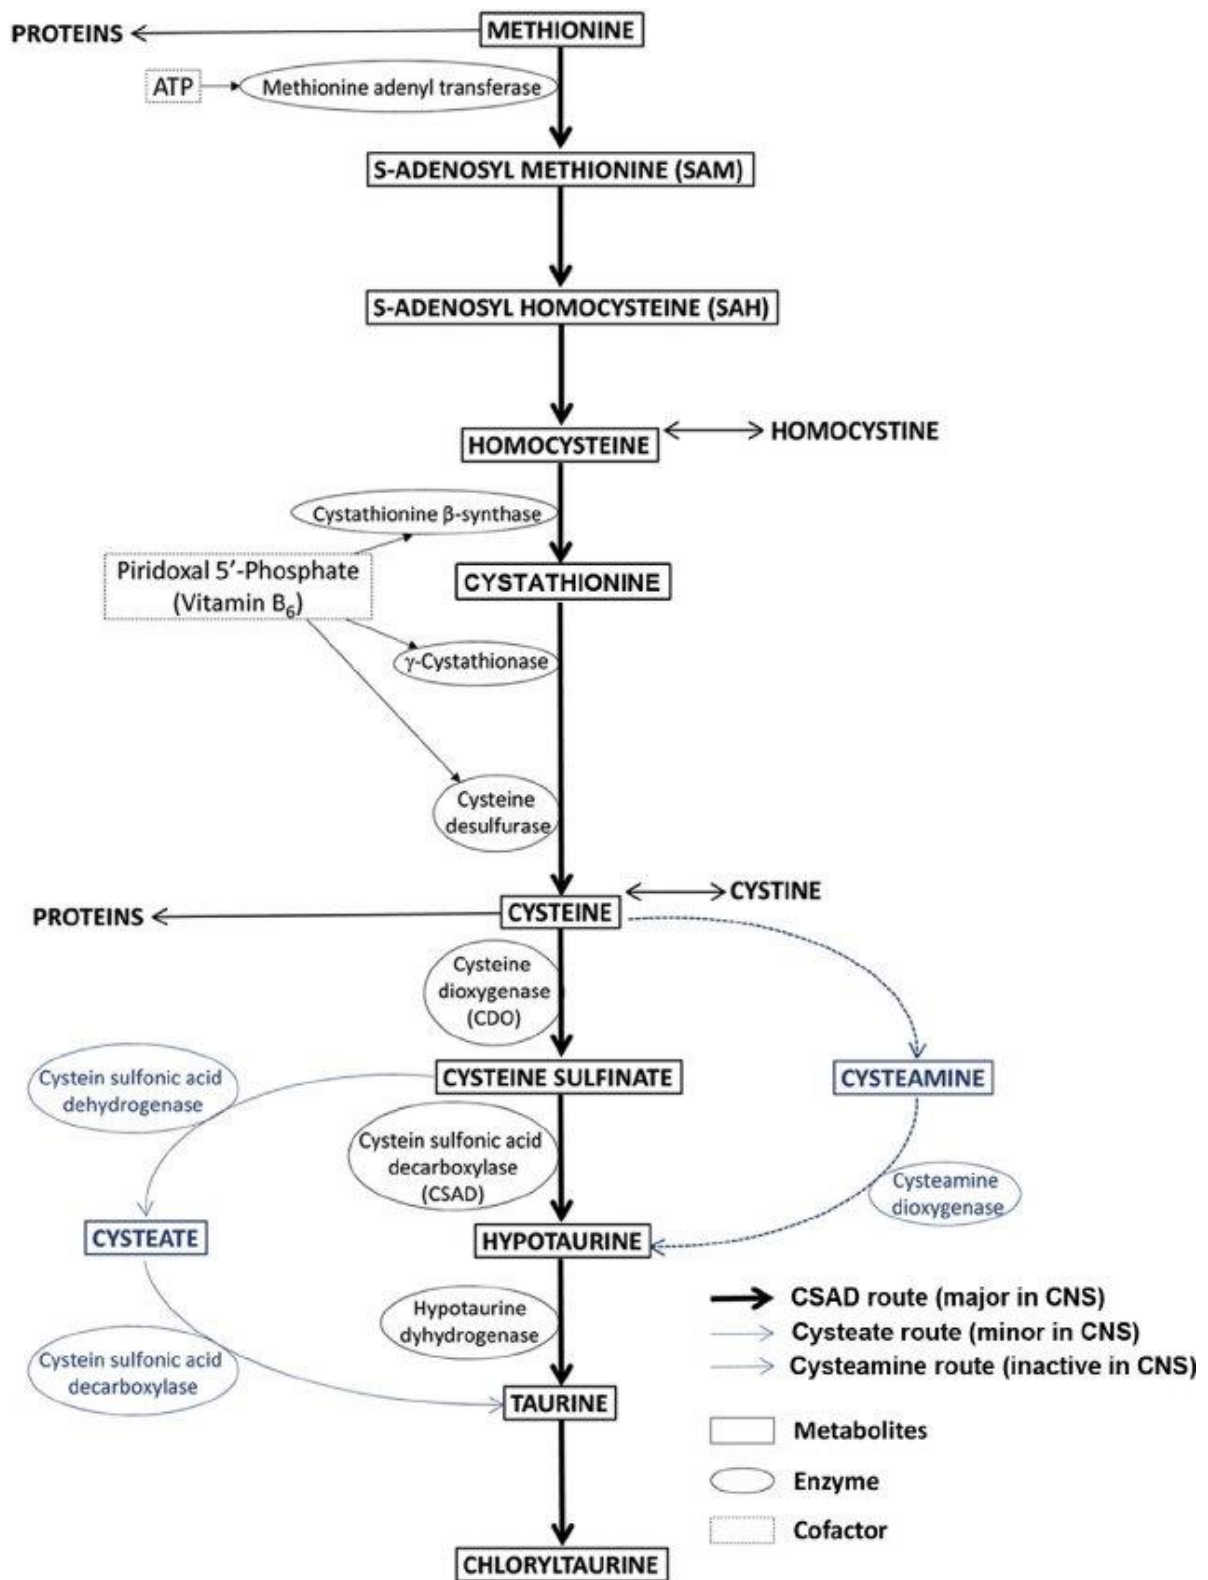 PROTEINS
METHIONINE
ATP
Methionine adenyl transferase
S-ADENOSYL METHIONINE (SAM)
S-ADENOSYL HOMOCYSTEINE (SAH)
HOMOCYSTEINE
HOMOCYSTINE
Cystathionine β-synthase
Piridoxal 5′-Phosphate
(Vitamin B₆)
CYSTATHIONINE
γ-Cystathionase
Cysteine
desulfurase
CYSTINE
PROTEINS
CYSTEINE
Cysteine
dioxygenase
(CDO)
Cystein sulfonic acid
dehydrogenase
CYSTEINE SULFINATE
CYSTEAMINE
Cystein sulfonic acid
decarboxylase
(CSAD)
Cysteamine
dioxygenase
CYSTEATE
HYPOTAURINE
Hypotaurine
dyhydrogenase
Cystein sulfonic acid
decarboxylase
TAURINE
CHLORYLTAURINE
CSAD route (major in CNS)
Cysteate route (minor in CNS)
Cysteamine route (inactive in CNS)
Metabolites
Enzyme
Cofactor